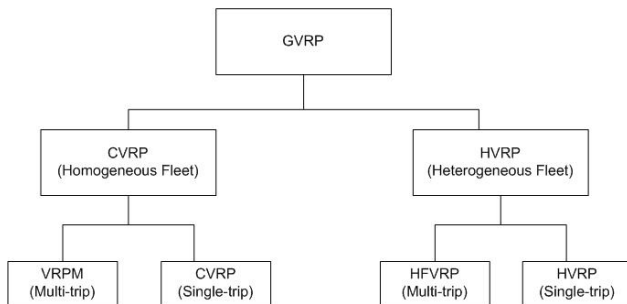 GVRP
CVRP
(Homogeneous Fleet)
HVRP
(Heterogeneous Fleet)
VRPM
(Multi-trip)
CVRP
(Single-trip)
HFVRP
(Multi-trip)
HVRP
(Single-trip)